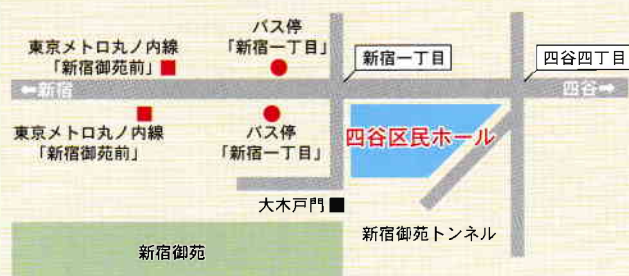 バス停
「新宿一丁目」
東京メトロ丸ノ内線
「新宿御苑前」
新宿一丁目
四谷四丁目
←新宿
四谷→
東京メトロ丸ノ内線
「新宿御苑前」
バス停
「新宿一丁目」
四谷区民ホール
大木戸門
新宿御苑トンネル
新宿御苑